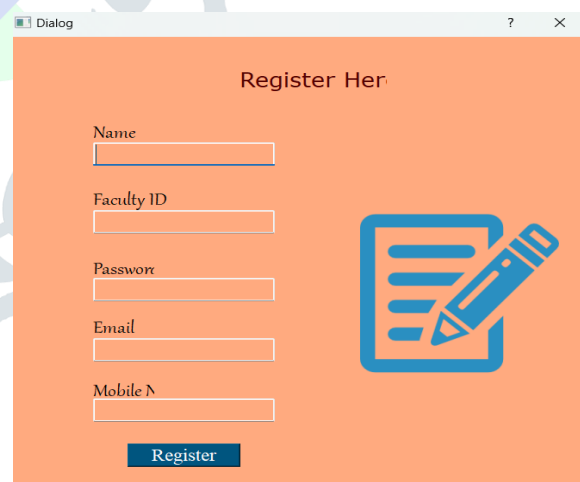 Dialog ?
Register Her
Name
Faculty ID
Passwor
Email
Mobile N
Register